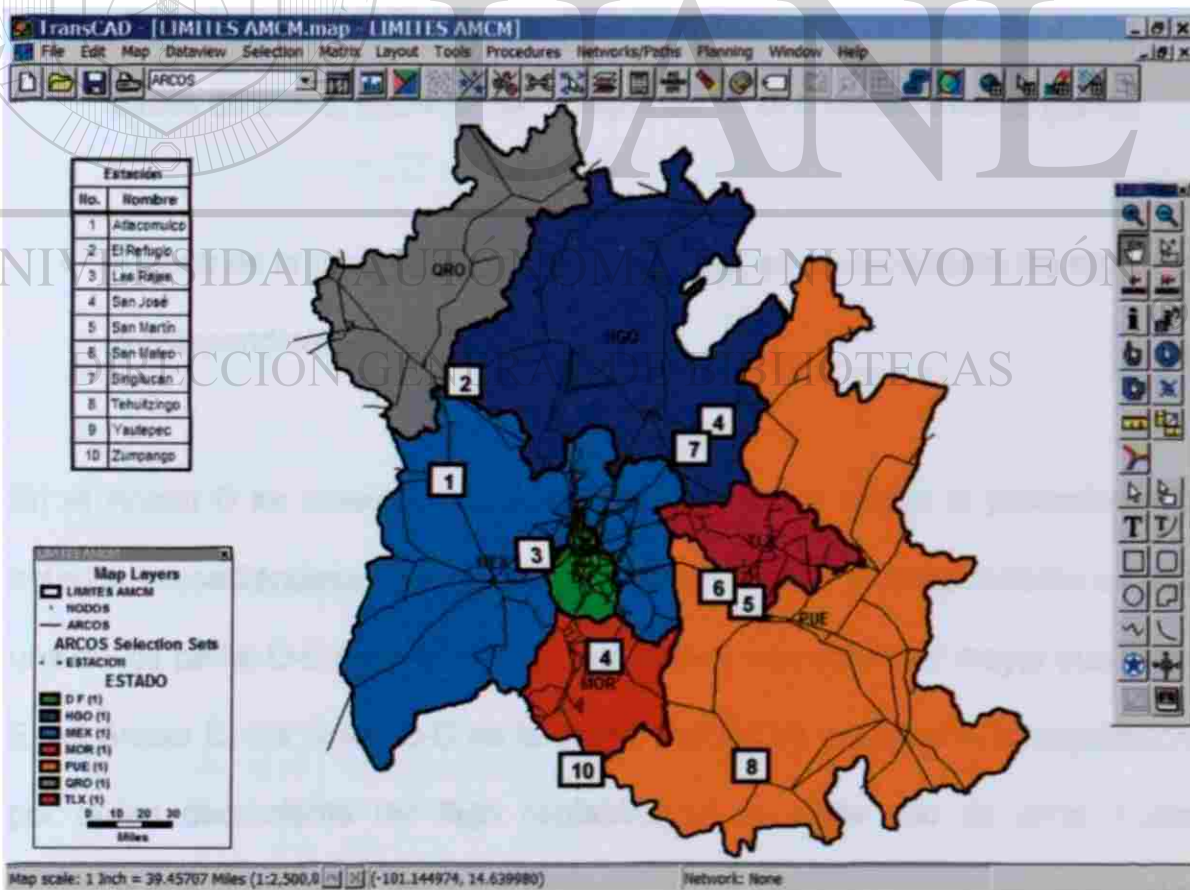 UANL
TransCAD - [LIMITES AMCM.map - LIMITES AMCM]
File Edit Map Dataview Selection Matrix Layout Tools Procedures Networks/Paths Planning Window Help
ARCOS
Estación
No. Nombre
1 Atlacomulco
2 El Refugio
3 Las Rajas
4 San José
5 San Martín
6 San Mateo
7 Singilucan
8 Tehuitzingo
9 Yautepec
10 Zumpango
UNIVERSIDAD AUTÓNOMA DE NUEVO LEÓN
DIRECCIÓN GENERAL DE BIBLIOTECAS
QRO
HGO
2
4
7
1
3
MEX
TLX
6
5
PUE
4
MOR
10
8
LIMITES AMCM
Map Layers
LIMITES AMCM
NODOS
ARCOS
ARCOS Selection Sets
ESTACION
ESTADO
D F (1)
HGO (1)
MEX (1)
MOR (1)
PUE (1)
QRO (1)
TLX (1)
0 10 20 30
Miles
Map scale: 1 Inch = 39.45707 Miles (1:2,500,0 (-101.144974, 14.639980) Network: None